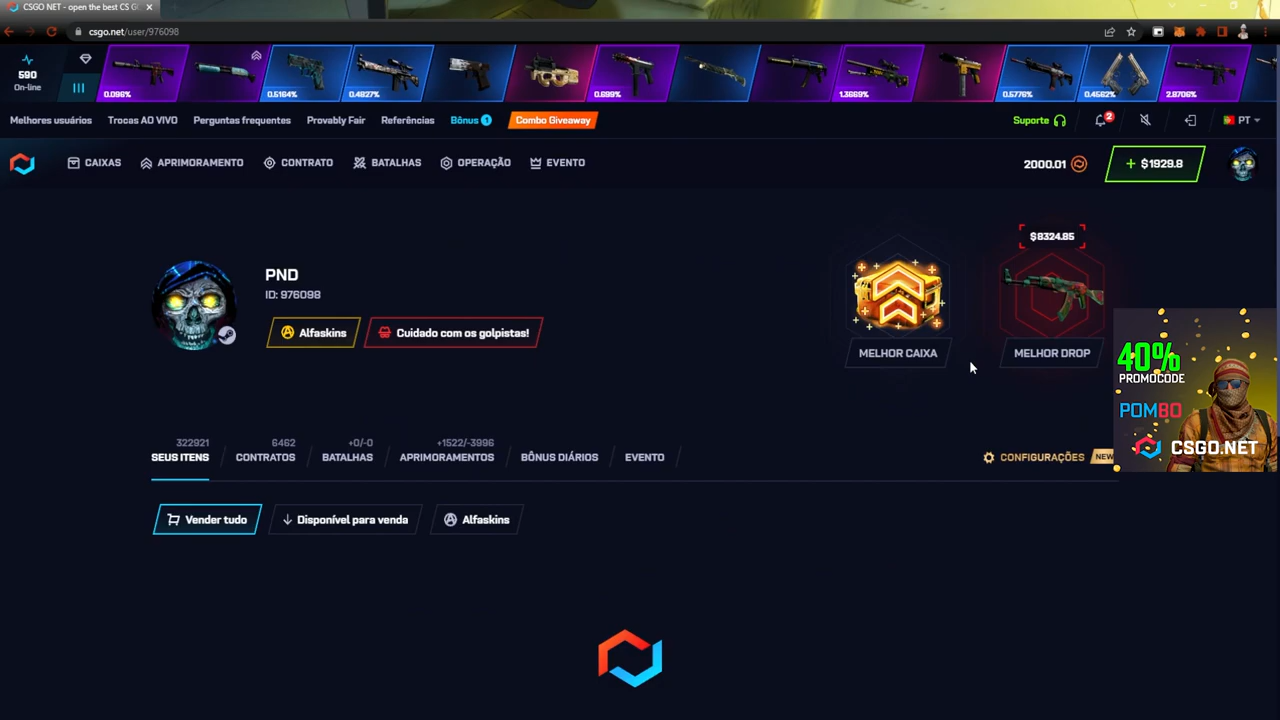 CSGO NET - open the best CS G
csgo.net/user/976098
590
On-line
0.096%
0.5164%
0.4827%
0.699%
1.3669%
0.5776%
0.4562%
2.8706%
Melhores usuários
Trocas AO VIVO
Perguntas frequentes
Provably Fair
Referências
Bônus 1
Combo Giveaway
Suporte
2
PT
CAIXAS
APRIMORAMENTO
CONTRATO
BATALHAS
OPERAÇÃO
EVENTO
2000.01
+ $1929.8
PND
ID: 976098
Alfaskins
Cuidado com os golpistas!
MELHOR CAIXA
$8324.85
MELHOR DROP
40%
PROMOCODE
POMBO
CSGO.NET
322921
SEUS ITENS
6462
CONTRATOS
+0/-0
BATALHAS
+1522/-3996
APRIMORAMENTOS
BÔNUS DIÁRIOS
EVENTO
CONFIGURAÇÕES
NEW
Vender tudo
Disponível para venda
Alfaskins